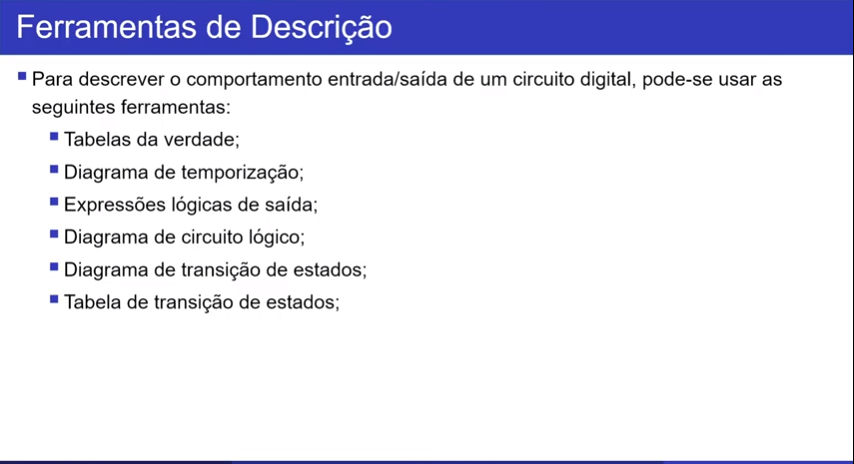 Ferramentas de Descrição
Para descrever o comportamento entrada/saída de um circuito digital, pode-se usar as
seguintes ferramentas:
Tabelas da verdade;
Diagrama de temporização;
Expressões lógicas de saída;
Diagrama de circuito lógico;
Diagrama de transição de estados;
Tabela de transição de estados;